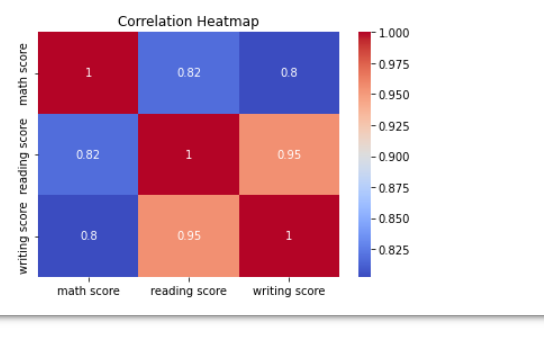 Correlation Heatmap
math score
1
0.82
0.8
reading score
0.82
1
0.95
writing score
0.8
0.95
1
math score
reading score
writing score
1.000
0.975
0.950
0.925
0.900
0.875
0.850
0.825